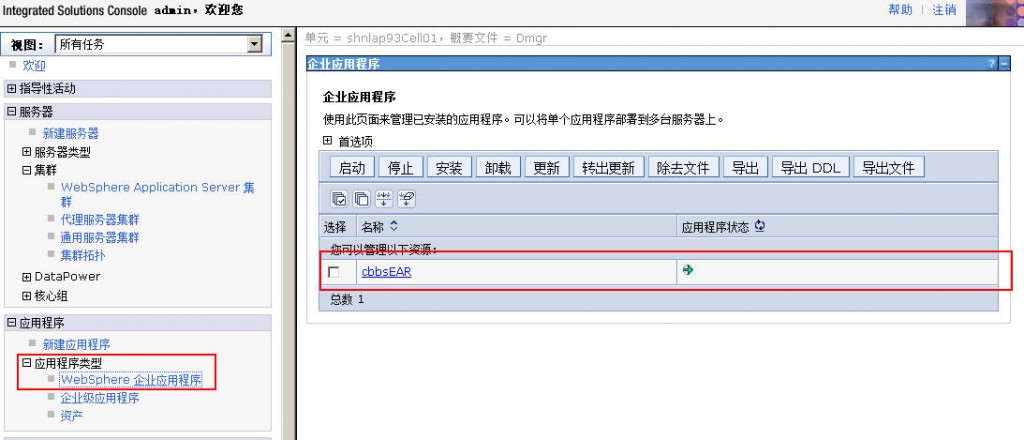 Integrated Solutions Console admin，欢迎您
帮助 | 注销
视图： 所有任务
欢迎
指导性活动
服务器
新建服务器
服务器类型
集群
WebSphere Application Server 集
群
代理服务器集群
通用服务器集群
集群拓扑
DataPower
核心组
应用程序
新建应用程序
应用程序类型
WebSphere 企业应用程序
企业级应用程序
资产
单元 = shnlap93Cell01，概要文件 = Dmgr
企业应用程序
? -
企业应用程序
使用此页面来管理已安装的应用程序。可以将单个应用程序部署到多台服务器上。
首选项
启动 停止 安装 卸载 更新 转出更新 除去文件 导出 导出 DDL 导出文件
选择 名称 应用程序状态
您可以管理以下资源：
cbbsEAR
总数 1